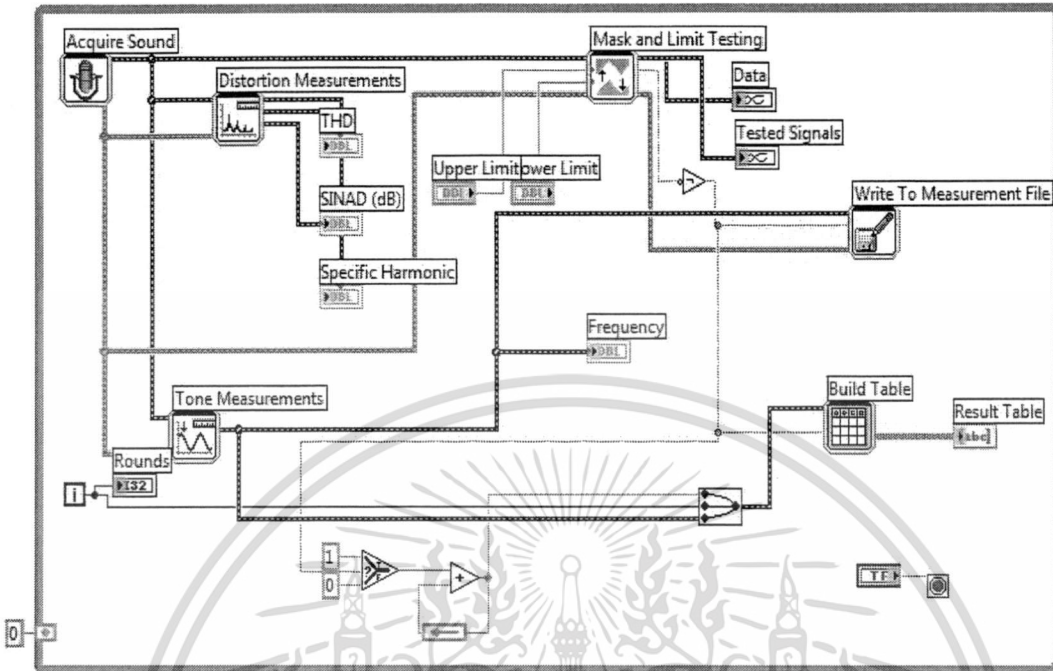 Acquire Sound
Mask and Limit Testing
Distortion Measurements
Data
THD
DBL
Tested Signals
Upper Limit
ower Limit
DBL
DBL
SINAD (dB)
DBL
Write To Measurement File
Specific Harmonic
DBL
Frequency
DBL
Tone Measurements
Build Table
Result Table
abc
Rounds
I32
i
1
?
T
F
0
+
TF
0